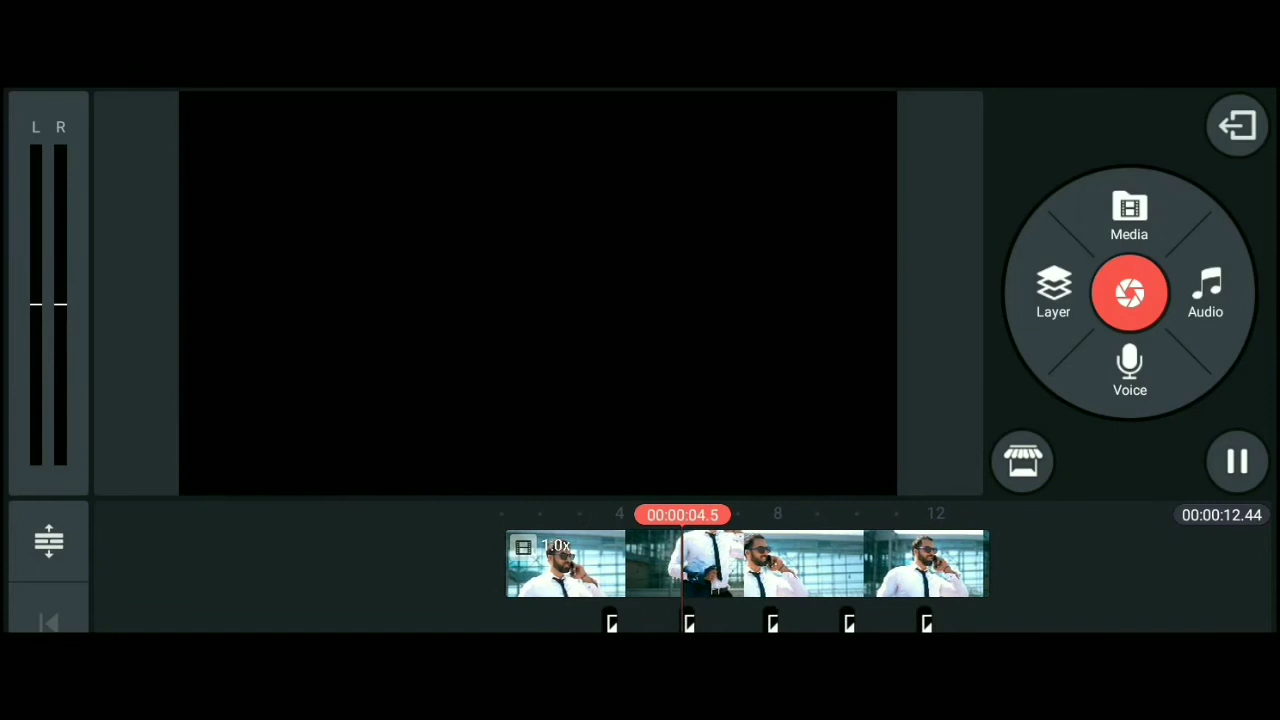 L R
Media
Layer
Audio
Voice
4
00:00:04.5
8
12
00:00:12.44
1.0x